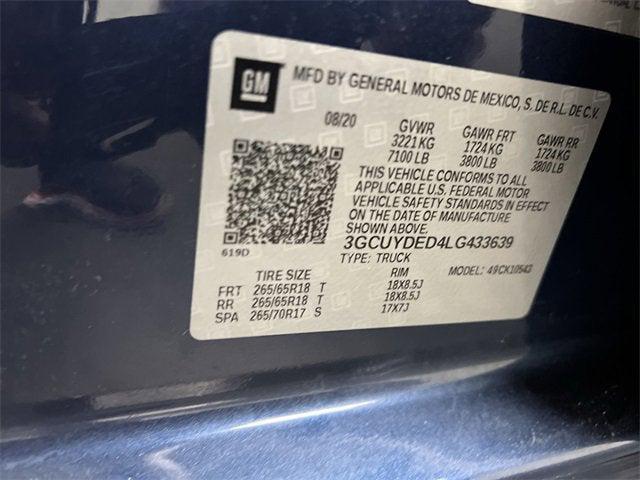 GM MFD BY GENERAL MOTORS DE MEXICO, S. DE R.L. DE C.V.
08/20 GVWR GAWR FRT GAWR RR
3221 KG 1724 KG 1724 KG
7100 LB 3800 LB 3800 LB
THIS VEHICLE CONFORMS TO ALL
APPLICABLE U.S. FEDERAL MOTOR
VEHICLE SAFETY STANDARDS IN EFFECT
ON THE DATE OF MANUFACTURE
SHOWN ABOVE.
619D 3GCUYDED4LG433639
TYPE: TRUCK MODEL: 49CK10543
TIRE SIZE RIM
FRT 265/65R18 T 18X8.5J
RR 265/65R18 T 18X8.5J
SPA 265/70R17 S 17X7J